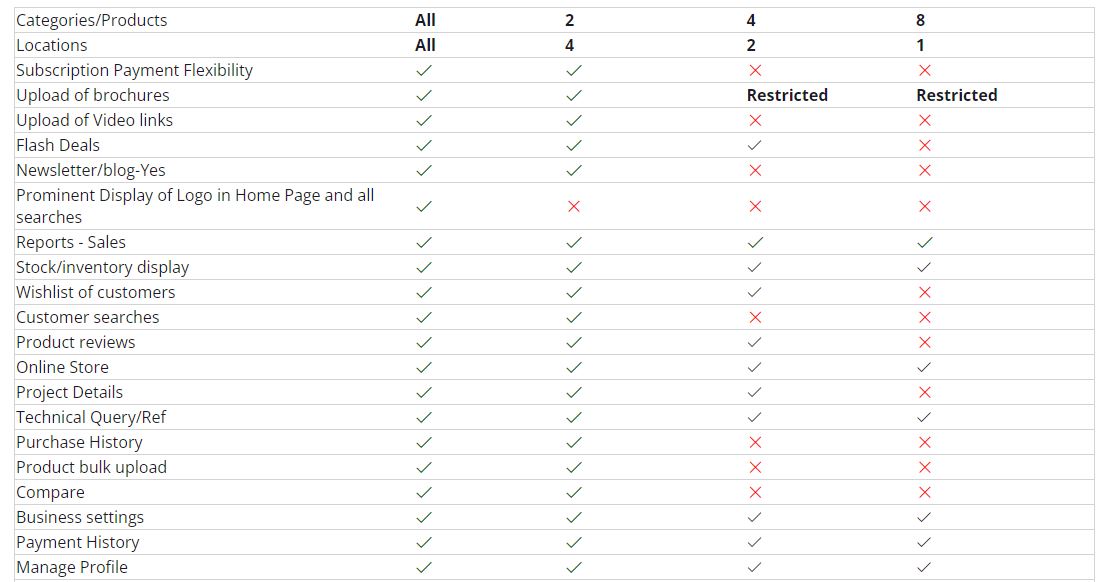 Categories/Products All 2 4 8
Locations All 4 2 1
Subscription Payment Flexibility ✓ ✓ ✗ ✗
Upload of brochures ✓ ✓ Restricted Restricted
Upload of Video links ✓ ✓ ✗ ✗
Flash Deals ✓ ✓ ✓ ✗
Newsletter/blog-Yes ✓ ✓ ✗ ✗
Prominent Display of Logo in Home Page and all
searches ✓ ✗ ✗ ✗
Reports - Sales ✓ ✓ ✓ ✓
Stock/inventory display ✓ ✓ ✓ ✓
Wishlist of customers ✓ ✓ ✓ ✗
Customer searches ✓ ✓ ✗ ✗
Product reviews ✓ ✓ ✓ ✗
Online Store ✓ ✓ ✓ ✓
Project Details ✓ ✓ ✓ ✗
Technical Query/Ref ✓ ✓ ✓ ✓
Purchase History ✓ ✓ ✗ ✗
Product bulk upload ✓ ✓ ✗ ✗
Compare ✓ ✓ ✗ ✗
Business settings ✓ ✓ ✓ ✓
Payment History ✓ ✓ ✓ ✓
Manage Profile ✓ ✓ ✓ ✓